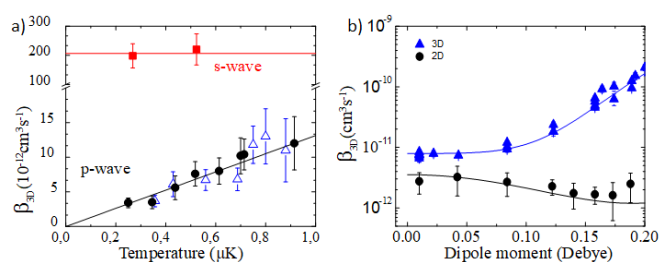 a)
300
200
100
s-wave
15
10
5
0
p-wave
β3D (10-12cm3s-1)
0,0 0,2 0,4 0,6 0,8 1,0
Temperature (μK)
b)
10-9
10-10
10-11
10-12
3D
2D
β3D (cm3s-1)
0.00 0.05 0.10 0.15 0.20
Dipole moment (Debye)